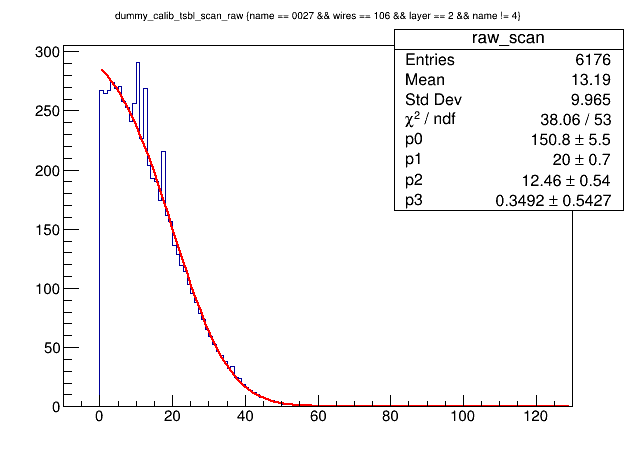 dummy_calib_tsbl_scan_raw {name == 0027 && wires == 106 && layer == 2 && name != 4}
raw_scan
Entries 6176
Mean 13.19
Std Dev 9.965
χ² / ndf 38.06 / 53
p0 150.8 ± 5.5
p1 20 ± 0.7
p2 12.46 ± 0.54
p3 0.3492 ± 0.5427
300
250
200
150
100
50
0
0 20 40 60 80 100 120